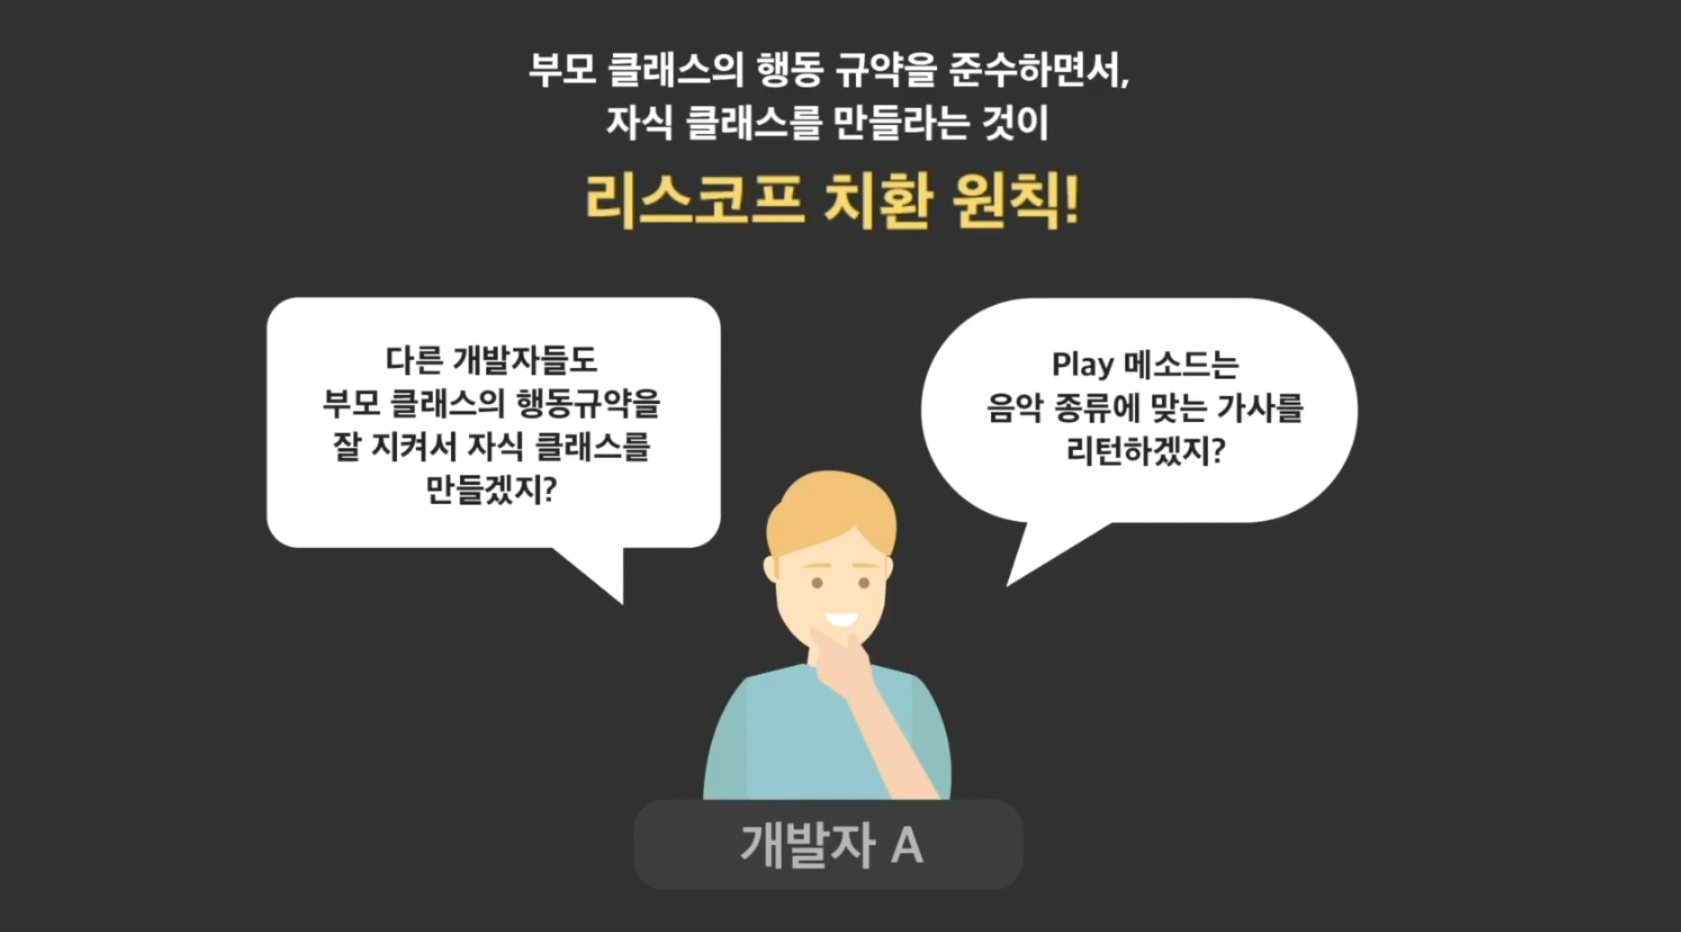 부모 클래스의 행동 규약을 준수하면서,
자식 클래스를 만들라는 것이
리스코프 치환 원칙!
다른 개발자들도
부모 클래스의 행동규약을
잘 지켜서 자식 클래스를
만들겠지?
Play 메소드는
음악 종류에 맞는 가사를
리턴하겠지?
개발자 A